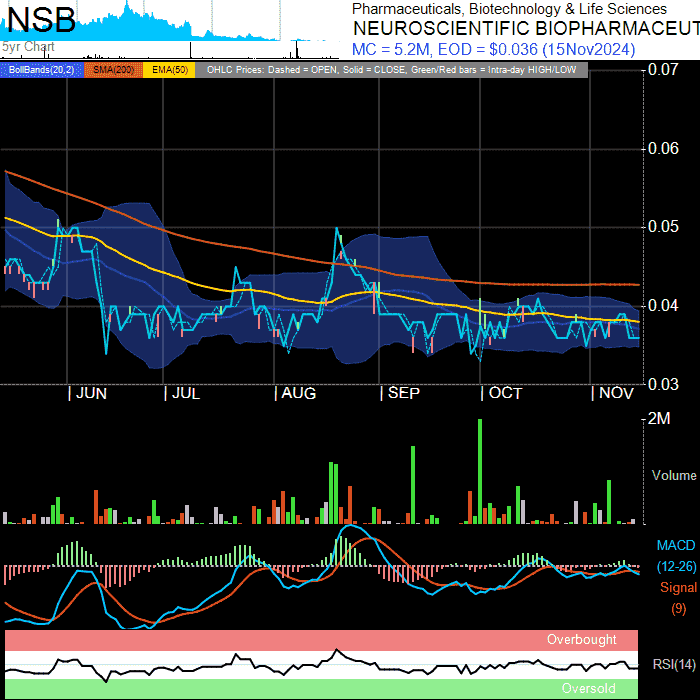 NSB
5yr Chart
Pharmaceuticals, Biotechnology & Life Sciences
NEUROSCIENTIFIC BIOPHARMACEUT
MC = 5.2M, EOD = $0.036 (15Nov2024)
BollBands(20,2) SMA(200) EMA(50) OHLC Prices: Dashed = OPEN, Solid = CLOSE, Green/Red bars = Intra-day HIGH/LOW
0.07
0.06
0.05
0.04
0.03
| JUN | JUL | AUG | SEP | OCT | NOV
2M
Volume
MACD
(12-26)
Signal
(9)
Overbought
RSI(14)
Oversold